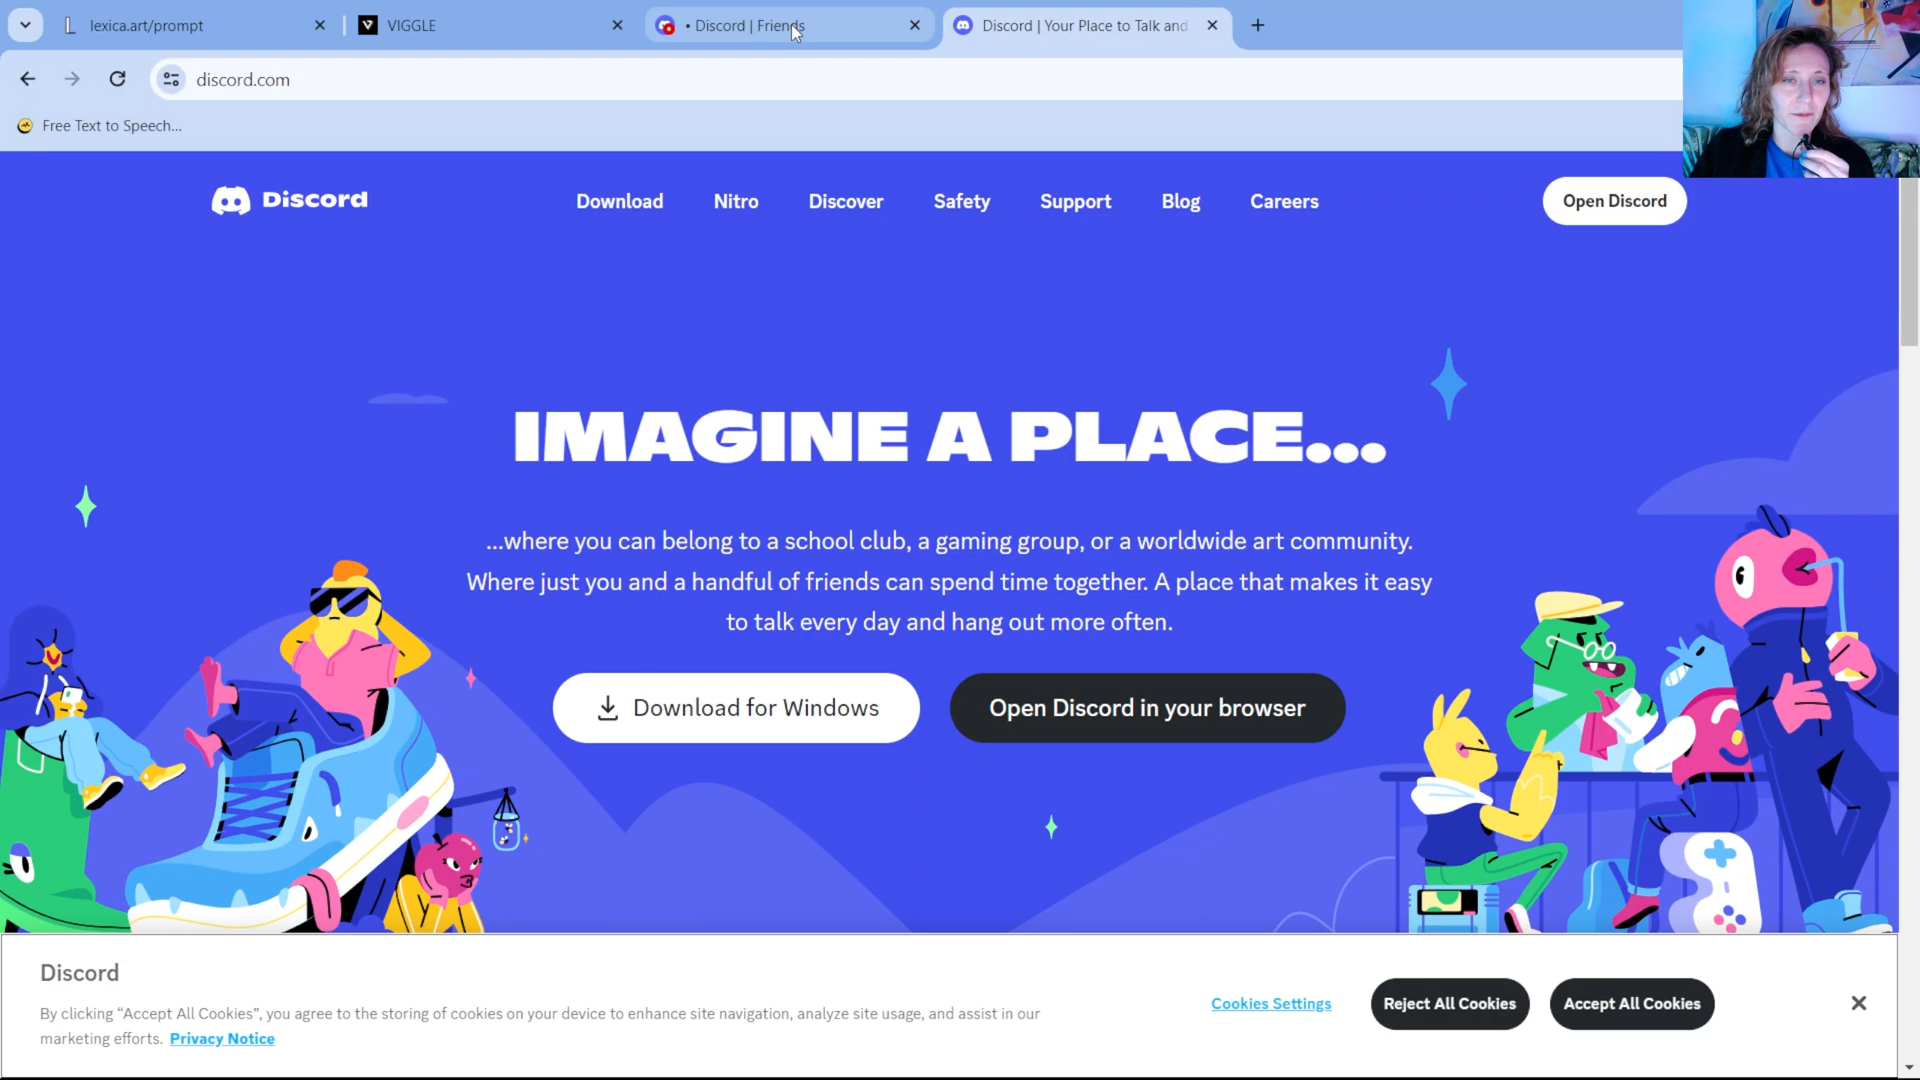 lexica.art/prompt
VIGGLE
• Discord | Friends
Discord | Your Place to Talk and
discord.com
Free Text to Speech...
Discord
Download
Nitro
Discover
Safety
Support
Blog
Careers
Open Discord
IMAGINE A PLACE...
...where you can belong to a school club, a gaming group, or a worldwide art community.
Where just you and a handful of friends can spend time together. A place that makes it easy
to talk every day and hang out more often.
Download for Windows
Open Discord in your browser
Discord
By clicking “Accept All Cookies”, you agree to the storing of cookies on your device to enhance site navigation, analyze site usage, and assist in our
marketing efforts. Privacy Notice
Cookies Settings
Reject All Cookies
Accept All Cookies